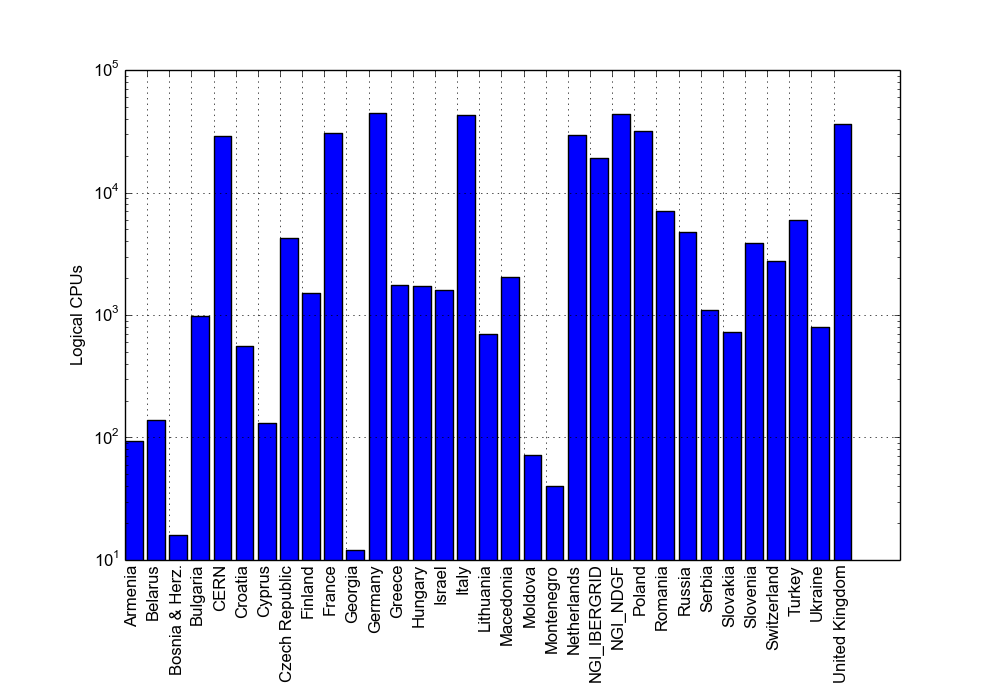 10^5
10^4
10^3
10^2
10^1
Logical CPUs
Armenia
Belarus
Bosnia & Herz.
Bulgaria
CERN
Croatia
Cyprus
Czech Republic
Finland
France
Georgia
Germany
Greece
Hungary
Israel
Italy
Lithuania
Macedonia
Moldova
Montenegro
Netherlands
NGI_IBERGRID
NGI_NDGF
Poland
Romania
Russia
Serbia
Slovakia
Slovenia
Switzerland
Turkey
Ukraine
United Kingdom